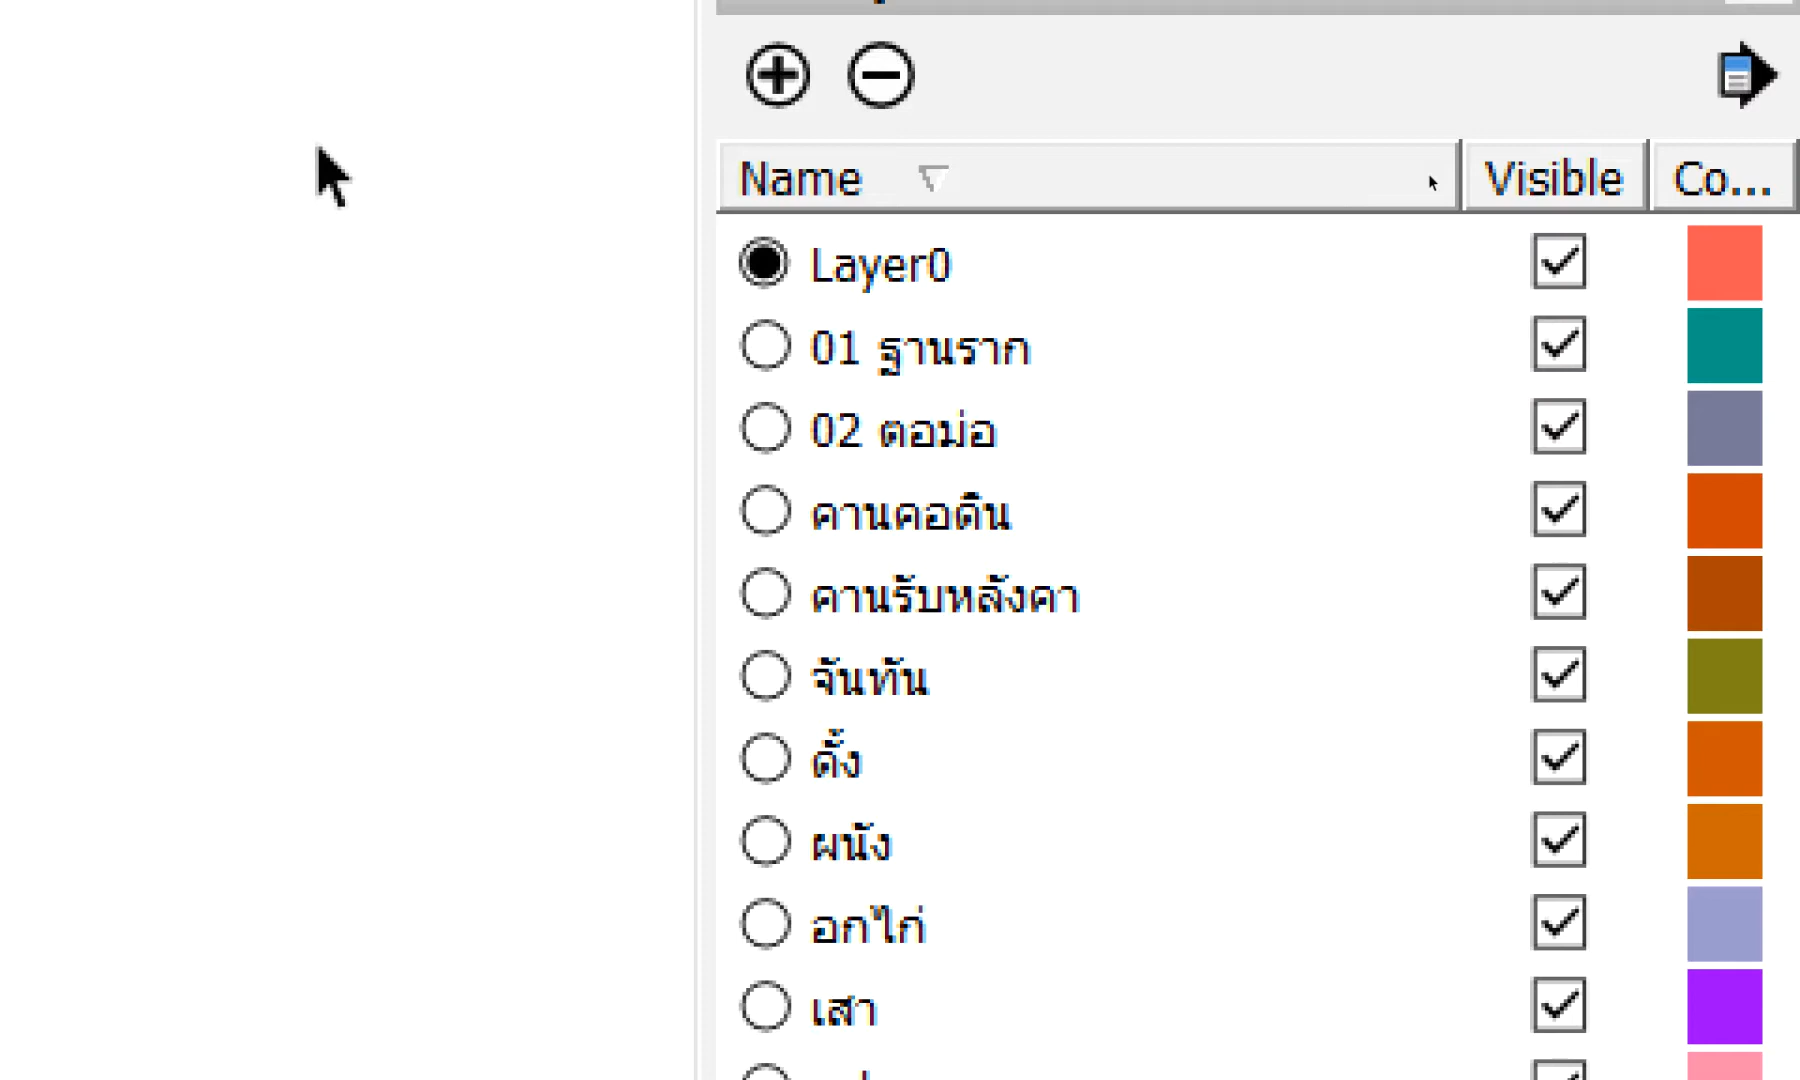 Name Visible Co...
Layer0
01 ฐานราก
02 ตอม่อ
คานคอดิน
คานรับหลังคา
จันทัน
ดั้ง
ผนัง
อกไก่
เสา